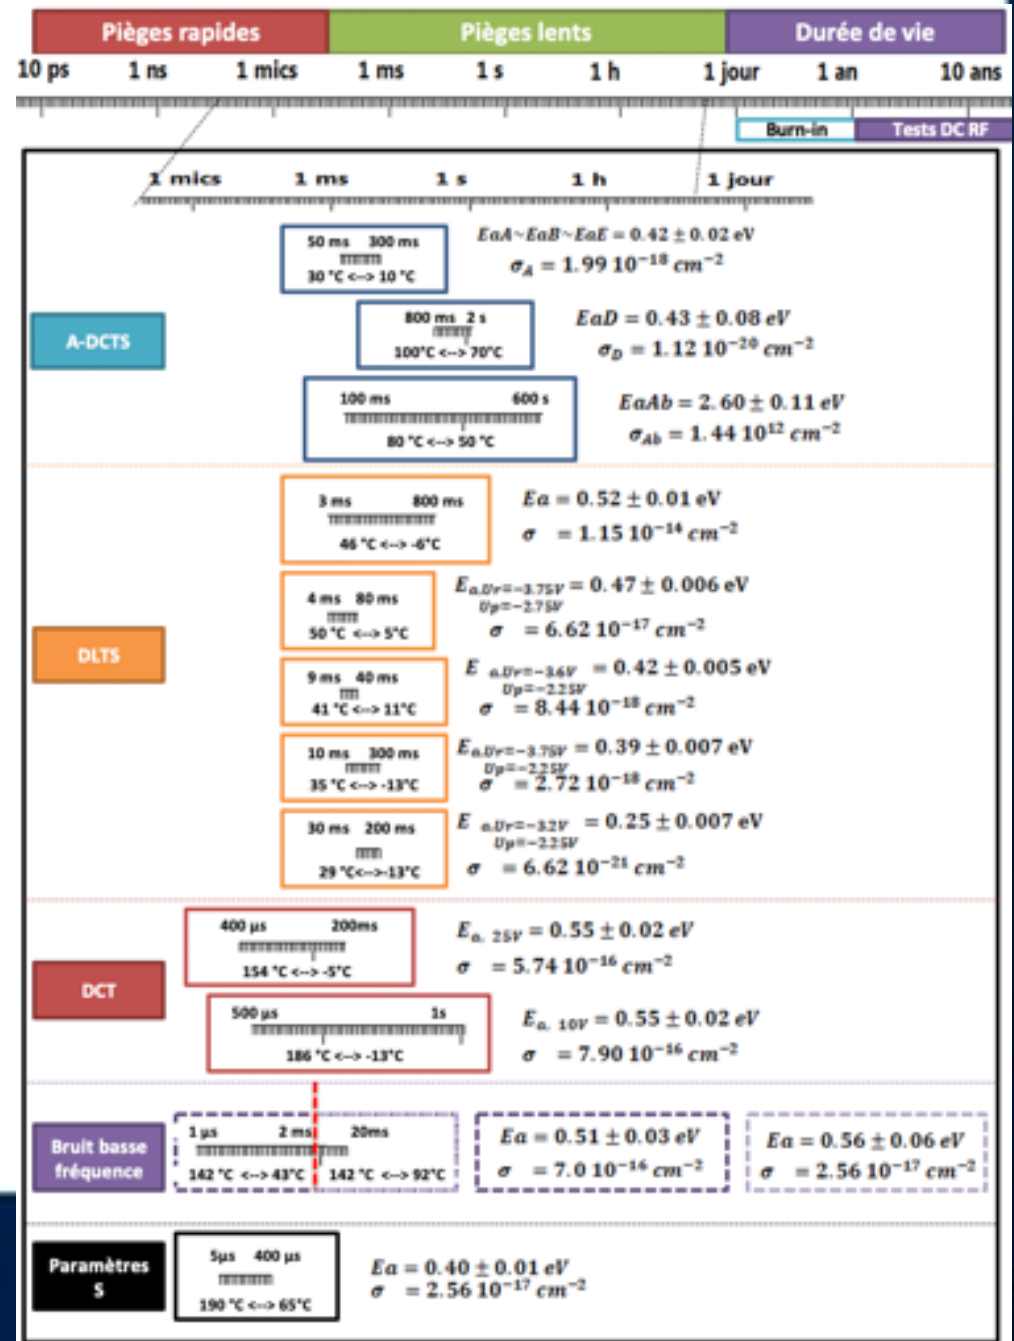 Pièges rapides Pièges lents Durée de vie
10 ps 1 ns 1 mics 1 ms 1 s 1 h 1 jour 1 an 10 ans
Burn-in Tests DC RF
1 mics 1 ms 1 s 1 h 1 jour
A-DCTS
50 ms 300 ms
30 °C <--> 10 °C
EaA~EaB~EaE = 0.42 ± 0.02 eV
σ_A = 1.99 10⁻¹⁸ cm⁻²
800 ms 2 s
100°C <--> 70°C
EaD = 0.43 ± 0.08 eV
σ_D = 1.12 10⁻²⁰ cm⁻²
100 ms 600 s
80 °C <--> 50 °C
EaAb = 2.60 ± 0.11 eV
σ_Ab = 1.44 10¹² cm⁻²
DLTS
3 ms 800 ms
46 °C <--> -6°C
Ea = 0.52 ± 0.01 eV
σ = 1.15 10⁻¹⁴ cm⁻²
4 ms 80 ms
50 °C <--> 5°C
E a,Ur=-3.75V = 0.47 ± 0.006 eV
Up=-2.75V
σ = 6.62 10⁻¹⁷ cm⁻²
9 ms 40 ms
41 °C <--> 11°C
E a,Ur=-3.6V = 0.42 ± 0.005 eV
Up=-2.25V
σ = 8.44 10⁻¹⁸ cm⁻²
10 ms 300 ms
35 °C <--> -13°C
E a,Ur=-3.75V = 0.39 ± 0.007 eV
Up=-2.25V
σ = 2.72 10⁻¹⁸ cm⁻²
30 ms 200 ms
29 °C<-->-13°C
E a,Ur=-3.2V = 0.25 ± 0.007 eV
Up=-2.25V
σ = 6.62 10⁻²¹ cm⁻²
DCT
400 µs 200ms
154 °C <--> -5°C
E a, 25V = 0.55 ± 0.02 eV
σ = 5.74 10⁻¹⁶ cm⁻²
500 µs 1s
186 °C <--> -13°C
E a, 10V = 0.55 ± 0.02 eV
σ = 7.90 10⁻¹⁶ cm⁻²
Bruit basse
fréquence
1 µs 2 ms 20ms
142 °C <--> 43°C 142 °C <--> 92°C
Ea = 0.51 ± 0.03 eV
σ = 7.0 10⁻¹⁶ cm⁻²
Ea = 0.56 ± 0.06 eV
σ = 2.56 10⁻¹⁷ cm⁻²
Paramètres
S
5µs 400 µs
190 °C <--> 65°C
Ea = 0.40 ± 0.01 eV
σ = 2.56 10⁻¹⁷ cm⁻²